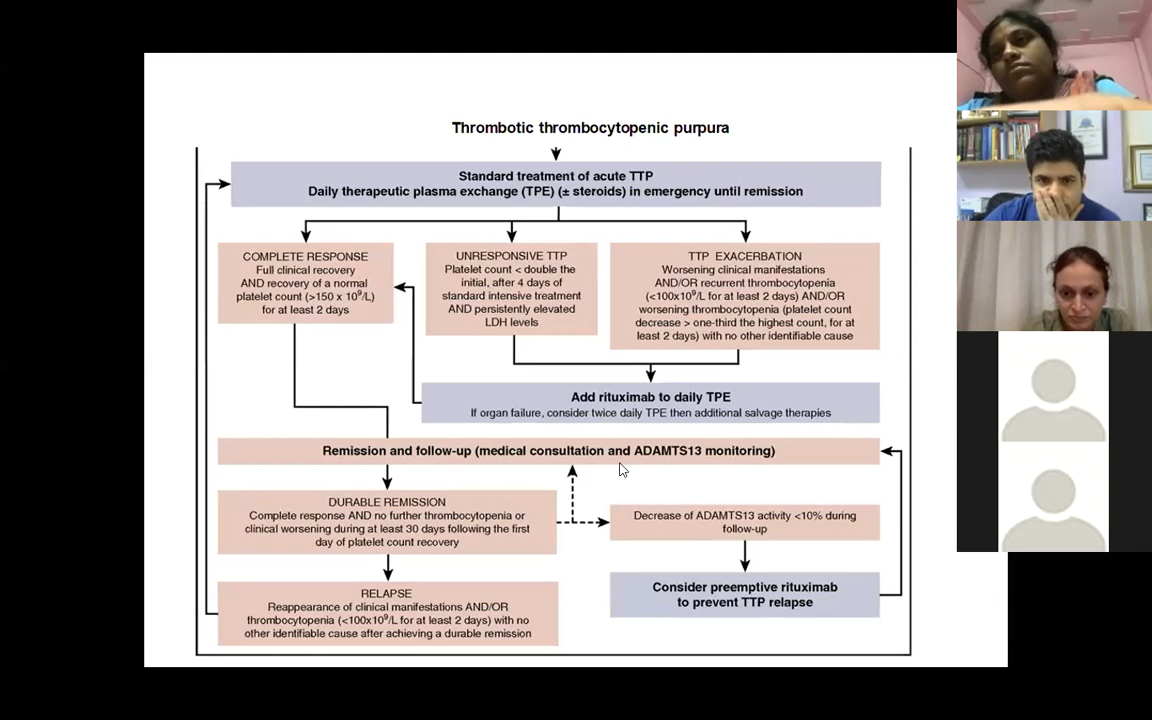 Thrombotic thrombocytopenic purpura
Standard treatment of acute TTP
Daily therapeutic plasma exchange (TPE) (± steroids) in emergency until remission
COMPLETE RESPONSE
Full clinical recovery
AND recovery of a normal
platelet count (>150 x 10⁹/L)
for at least 2 days
UNRESPONSIVE TTP
Platelet count < double the
initial, after 4 days of
standard intensive treatment
AND persistently elevated
LDH levels
TTP EXACERBATION
Worsening clinical manifestations
AND/OR recurrent thrombocytopenia
(<100x10⁹/L for at least 2 days) AND/OR
worsening thrombocytopenia (platelet count
decrease > one-third the highest count, for at
least 2 days) with no other identifiable cause
Add rituximab to daily TPE
If organ failure, consider twice daily TPE then additional salvage therapies
Remission and follow-up (medical consultation and ADAMTS13 monitoring)
DURABLE REMISSION
Complete response AND no further thrombocytopenia or
clinical worsening during at least 30 days following the first
day of platelet count recovery
Decrease of ADAMTS13 activity <10% during
follow-up
Consider preemptive rituximab
to prevent TTP relapse
RELAPSE
Reappearance of clinical manifestations AND/OR
thrombocytopenia (<100x10⁹/L for at least 2 days) with no
other identifiable cause after achieving a durable remission